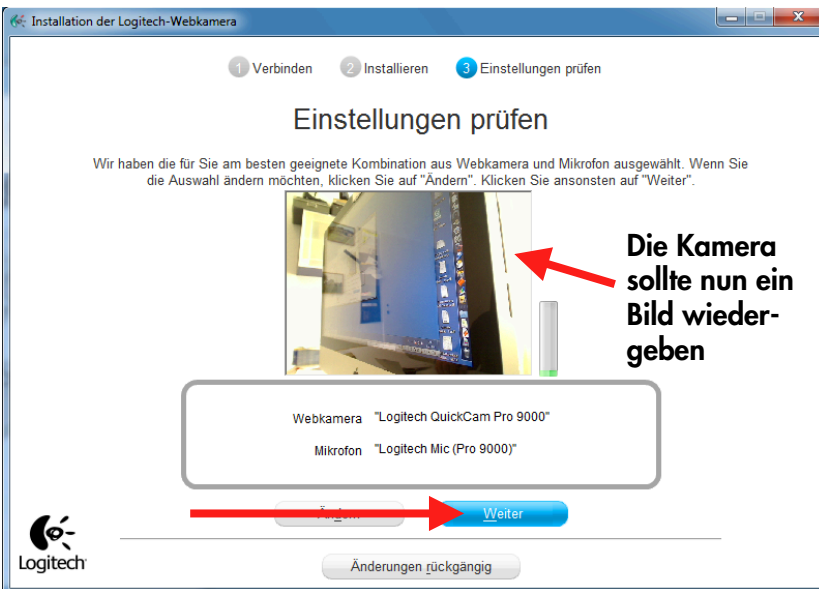 Installation der Logitech-Webkamera
1 Verbinden 2 Installieren 3 Einstellungen prüfen
Einstellungen prüfen
Wir haben die für Sie am besten geeignete Kombination aus Webkamera und Mikrofon ausgewählt. Wenn Sie
die Auswahl ändern möchten, klicken Sie auf "Ändern". Klicken Sie ansonsten auf "Weiter".
Die Kamera
sollte nun ein
Bild wieder-
geben
Webkamera "Logitech QuickCam Pro 9000"
Mikrofon "Logitech Mic (Pro 9000)"
Weiter
Logitech
Änderungen rückgängig